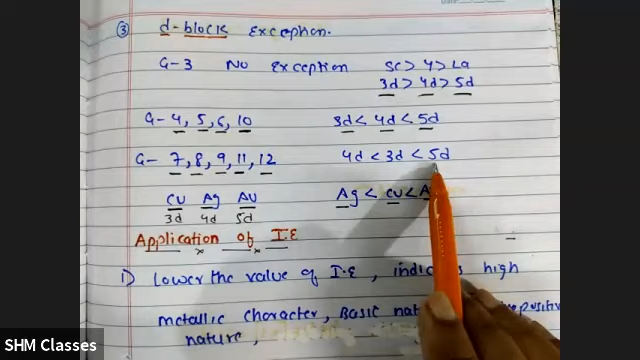 ③ d-block Exception.
G-3 No Exception Sc > Y > La
3d > 4d > 5d
G-4, 5, 6, 10 3d < 4d < 5d
G-7, 8, 9, 11, 12 4d < 3d < 5d
Cu Ag Au Ag < Cu <
3d 4d 5d
Application of I.E
1) Lower the value of I.E, high
metallic character, Basic
nature,
SHM Classes